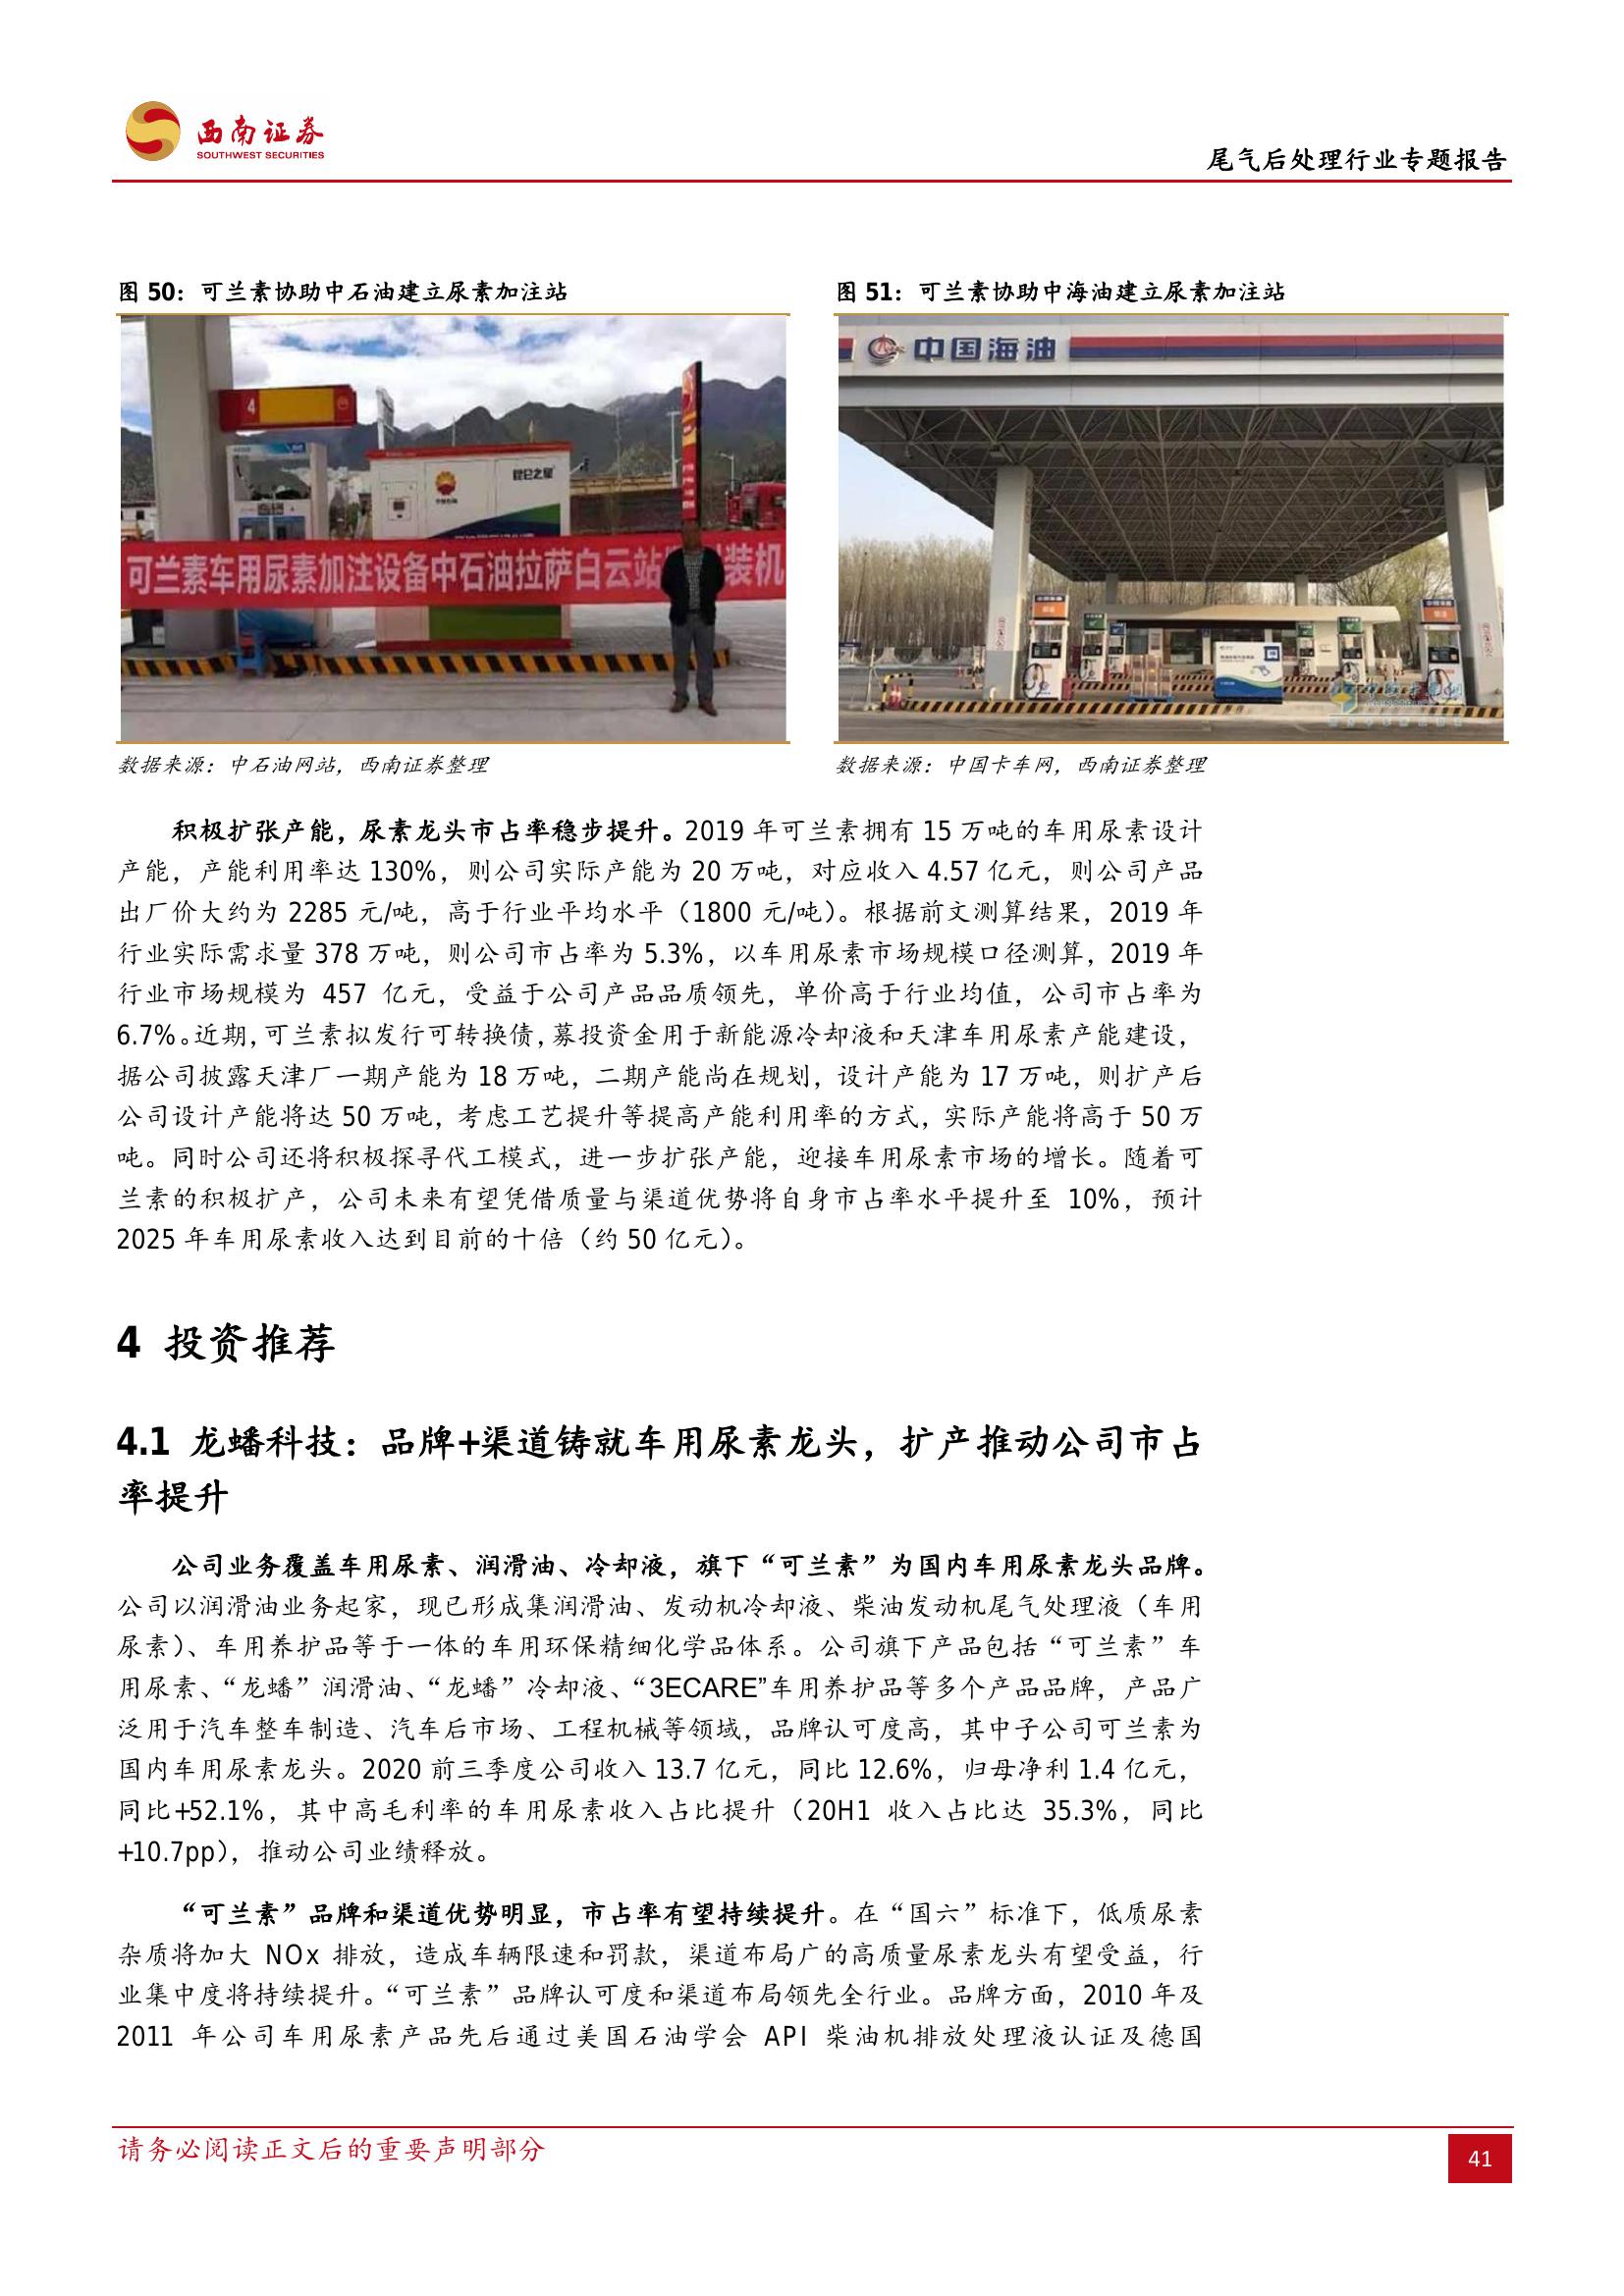 西南证券
SOUTHWEST SECURITIES
尾气后处理行业专题报告
图 50：可兰素协助中石油建立尿素加注站
图 51：可兰素协助中海油建立尿素加注站
中国海油
4
昆仑之星
可兰素车用尿素加注设备中石油拉萨白云站
装机
数据来源：中石油网站，西南证券整理
数据来源：中国卡车网，西南证券整理
积极扩张产能，尿素龙头市占率稳步提升。2019 年可兰素拥有 15 万吨的车用尿素设计
产能，产能利用率达 130%，则公司实际产能为 20 万吨，对应收入 4.57 亿元，则公司产品
出厂价大约为 2285 元/吨，高于行业平均水平（1800 元/吨）。根据前文测算结果，2019 年
行业实际需求量 378 万吨，则公司市占率为 5.3%，以车用尿素市场规模口径测算，2019 年
行业市场规模为 457 亿元，受益于公司产品品质领先，单价高于行业均值，公司市占率为
6.7%。近期，可兰素拟发行可转换债，募投资金用于新能源冷却液和天津车用尿素产能建设，
据公司披露天津厂一期产能为 18 万吨，二期产能尚在规划，设计产能为 17 万吨，则扩产后
公司设计产能将达 50 万吨，考虑工艺提升等提高产能利用率的方式，实际产能将高于 50 万
吨。同时公司还将积极探寻代工模式，进一步扩张产能，迎接车用尿素市场的增长。随着可
兰素的积极扩产，公司未来有望凭借质量与渠道优势将自身市占率水平提升至 10%，预计
2025 年车用尿素收入达到目前的十倍（约 50 亿元）。
4 投资推荐
4.1 龙蟠科技：品牌+渠道铸就车用尿素龙头，扩产推动公司市占
率提升
公司业务覆盖车用尿素、润滑油、冷却液，旗下“可兰素”为国内车用尿素龙头品牌。
公司以润滑油业务起家，现已形成集润滑油、发动机冷却液、柴油发动机尾气处理液（车用
尿素）、车用养护品等于一体的车用环保精细化学品体系。公司旗下产品包括“可兰素”车
用尿素、“龙蟠”润滑油、“龙蟠”冷却液、“3ECARE”车用养护品等多个产品品牌，产品广
泛用于汽车整车制造、汽车后市场、工程机械等领域，品牌认可度高，其中子公司可兰素为
国内车用尿素龙头。2020 前三季度公司收入 13.7 亿元，同比 12.6%，归母净利 1.4 亿元，
同比+52.1%，其中高毛利率的车用尿素收入占比提升（20H1 收入占比达 35.3%，同比
+10.7pp），推动公司业绩释放。
“可兰素”品牌和渠道优势明显，市占率有望持续提升。在“国六”标准下，低质尿素
杂质将加大 NOx 排放，造成车辆限速和罚款，渠道布局广的高质量尿素龙头有望受益，行
业集中度将持续提升。“可兰素”品牌认可度和渠道布局领先全行业。品牌方面，2010 年及
2011 年公司车用尿素产品先后通过美国石油学会 API 柴油机排放处理液认证及德国
请务必阅读正文后的重要声明部分
41